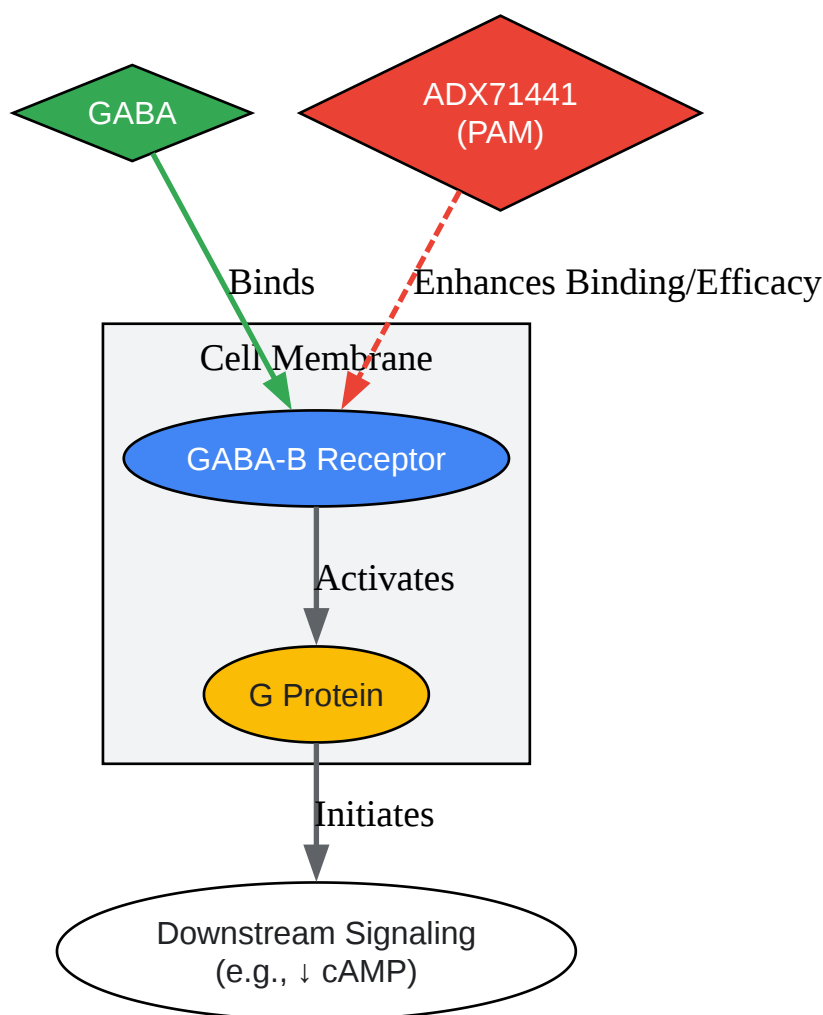 GABA
ADX71441
(PAM)
Binds
Enhances Binding/Efficacy
Cell Membrane
GABA-B Receptor
Activates
G Protein
Initiates
Downstream Signaling
(e.g., ↓ cAMP)